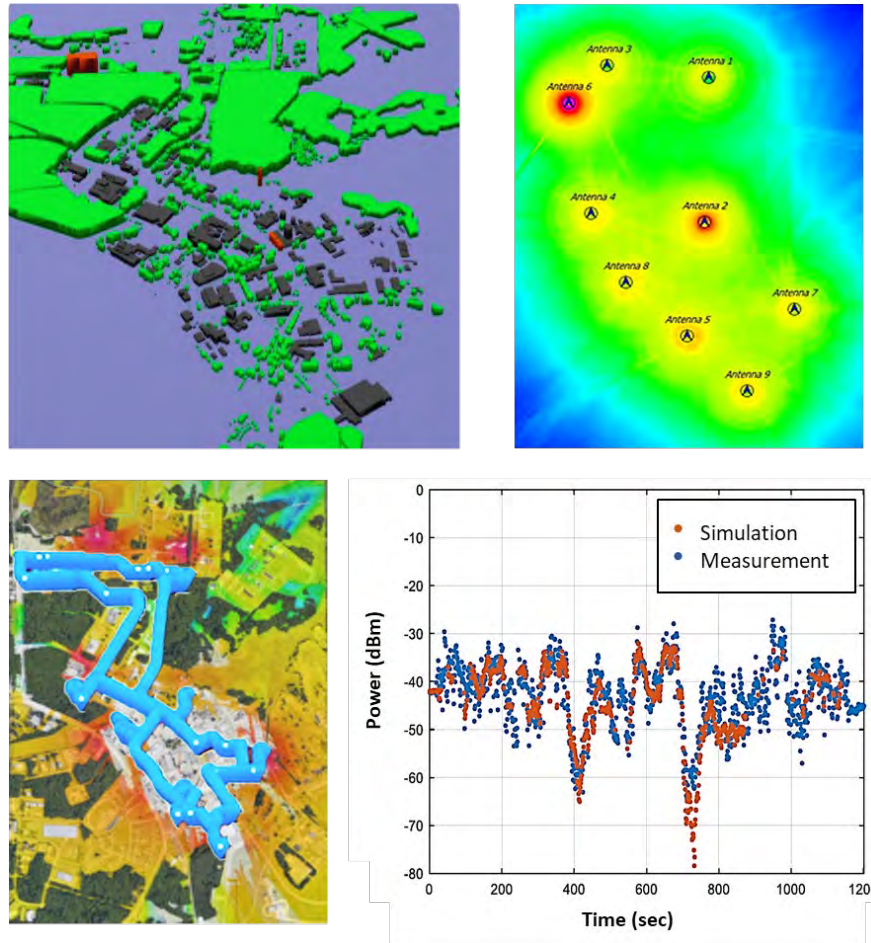 Antenna 3
Antenna 1
Antenna 6
Antenna 4
Antenna 2
Antenna 8
Antenna 7
Antenna 5
Antenna 9
0
-10
-20
-30
-40
-50
-60
-70
-80
Power (dBm)
Simulation
Measurement
0 200 400 600 800 1000 120
Time (sec)